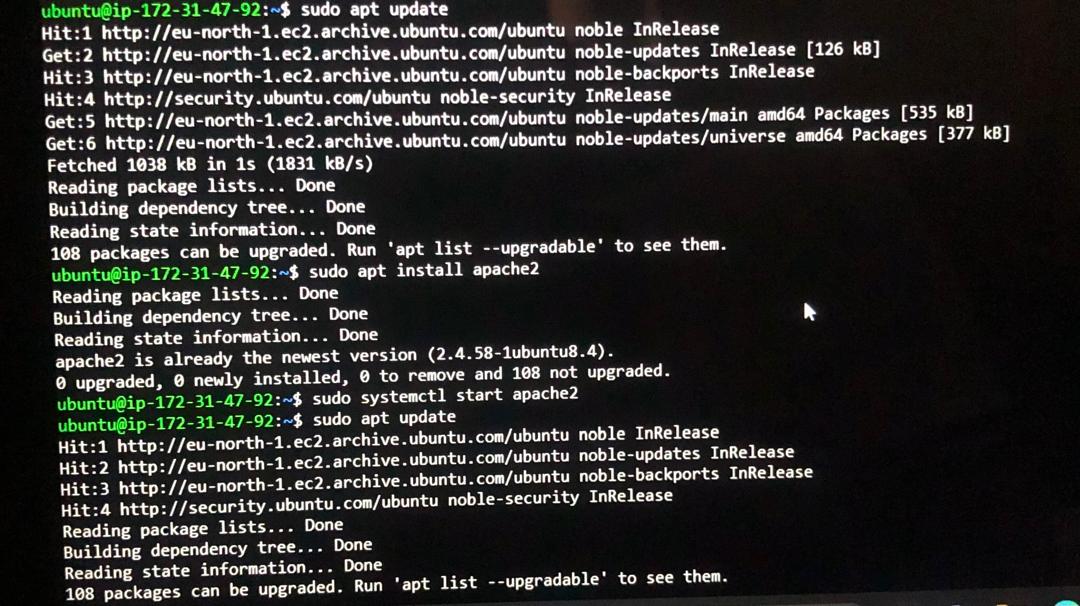 ubuntu@ip-172-31-47-92:~$ sudo apt update
Hit:1 http://eu-north-1.ec2.archive.ubuntu.com/ubuntu noble InRelease
Get:2 http://eu-north-1.ec2.archive.ubuntu.com/ubuntu noble-updates InRelease [126 kB]
Hit:3 http://eu-north-1.ec2.archive.ubuntu.com/ubuntu noble-backports InRelease
Hit:4 http://security.ubuntu.com/ubuntu noble-security InRelease
Get:5 http://eu-north-1.ec2.archive.ubuntu.com/ubuntu noble-updates/main amd64 Packages [535 kB]
Get:6 http://eu-north-1.ec2.archive.ubuntu.com/ubuntu noble-updates/universe amd64 Packages [377 kB]
Fetched 1038 kB in 1s (1831 kB/s)
Reading package lists... Done
Building dependency tree... Done
Reading state information... Done
108 packages can be upgraded. Run 'apt list --upgradable' to see them.
ubuntu@ip-172-31-47-92:~$ sudo apt install apache2
Reading package lists... Done
Building dependency tree... Done
Reading state information... Done
apache2 is already the newest version (2.4.58-1ubuntu8.4).
0 upgraded, 0 newly installed, 0 to remove and 108 not upgraded.
ubuntu@ip-172-31-47-92:~$ sudo systemctl start apache2
ubuntu@ip-172-31-47-92:~$ sudo apt update
Hit:1 http://eu-north-1.ec2.archive.ubuntu.com/ubuntu noble InRelease
Hit:2 http://eu-north-1.ec2.archive.ubuntu.com/ubuntu noble-updates InRelease
Hit:3 http://eu-north-1.ec2.archive.ubuntu.com/ubuntu noble-backports InRelease
Hit:4 http://security.ubuntu.com/ubuntu noble-security InRelease
Reading package lists... Done
Building dependency tree... Done
Reading state information... Done
108 packages can be upgraded. Run 'apt list --upgradable' to see them.